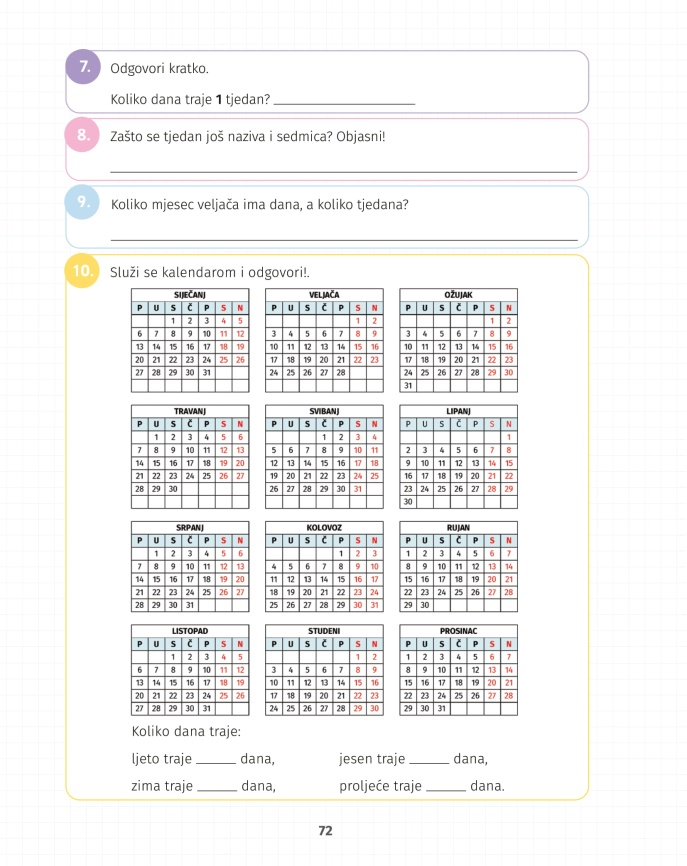 7.
Odgovori kratko.
Koliko dana traje 1 tjedan? ____________________
8.
Zašto se tjedan još naziva i sedmica? Objasni!
9.
Koliko mjesec veljača ima dana, a koliko tjedana?
10.
Služi se kalendarom i odgovori!.
SIJEČANJ
P U S Č P S N
1 2 3 4 5
6 7 8 9 10 11 12
13 14 15 16 17 18 19
20 21 22 23 24 25 26
27 28 29 30 31
VELJAČA
P U S Č P S N
1 2
3 4 5 6 7 8 9
10 11 12 13 14 15 16
17 18 19 20 21 22 23
24 25 26 27 28
OŽUJAK
P U S Č P S N
1 2
3 4 5 6 7 8 9
10 11 12 13 14 15 16
17 18 19 20 21 22 23
24 25 26 27 28 29 30
31
TRAVANJ
P U S Č P S N
1 2 3 4 5 6
7 8 9 10 11 12 13
14 15 16 17 18 19 20
21 22 23 24 25 26 27
28 29 30
SVIBANJ
P U S Č P S N
1 2 3 4
5 6 7 8 9 10 11
12 13 14 15 16 17 18
19 20 21 22 23 24 25
26 27 28 29 30 31
LIPANJ
P U S Č P S N
1
2 3 4 5 6 7 8
9 10 11 12 13 14 15
16 17 18 19 20 21 22
23 24 25 26 27 28 29
30
SRPANJ
P U S Č P S N
1 2 3 4 5 6
7 8 9 10 11 12 13
14 15 16 17 18 19 20
21 22 23 24 25 26 27
28 29 30 31
KOLOVOZ
P U S Č P S N
1 2 3
4 5 6 7 8 9 10
11 12 13 14 15 16 17
18 19 20 21 22 23 24
25 26 27 28 29 30 31
RUJAN
P U S Č P S N
1 2 3 4 5 6 7
8 9 10 11 12 13 14
15 16 17 18 19 20 21
22 23 24 25 26 27 28
29 30
LISTOPAD
P U S Č P S N
1 2 3 4 5
6 7 8 9 10 11 12
13 14 15 16 17 18 19
20 21 22 23 24 25 26
27 28 29 30 31
STUDENI
P U S Č P S N
1 2
3 4 5 6 7 8 9
10 11 12 13 14 15 16
17 18 19 20 21 22 23
24 25 26 27 28 29 30
PROSINAC
P U S Č P S N
1 2 3 4 5 6 7
8 9 10 11 12 13 14
15 16 17 18 19 20 21
22 23 24 25 26 27 28
29 30 31
Koliko dana traje:
ljeto traje ______ dana, jesen traje ______ dana,
zima traje ______ dana, proljeće traje ______ dana.
72